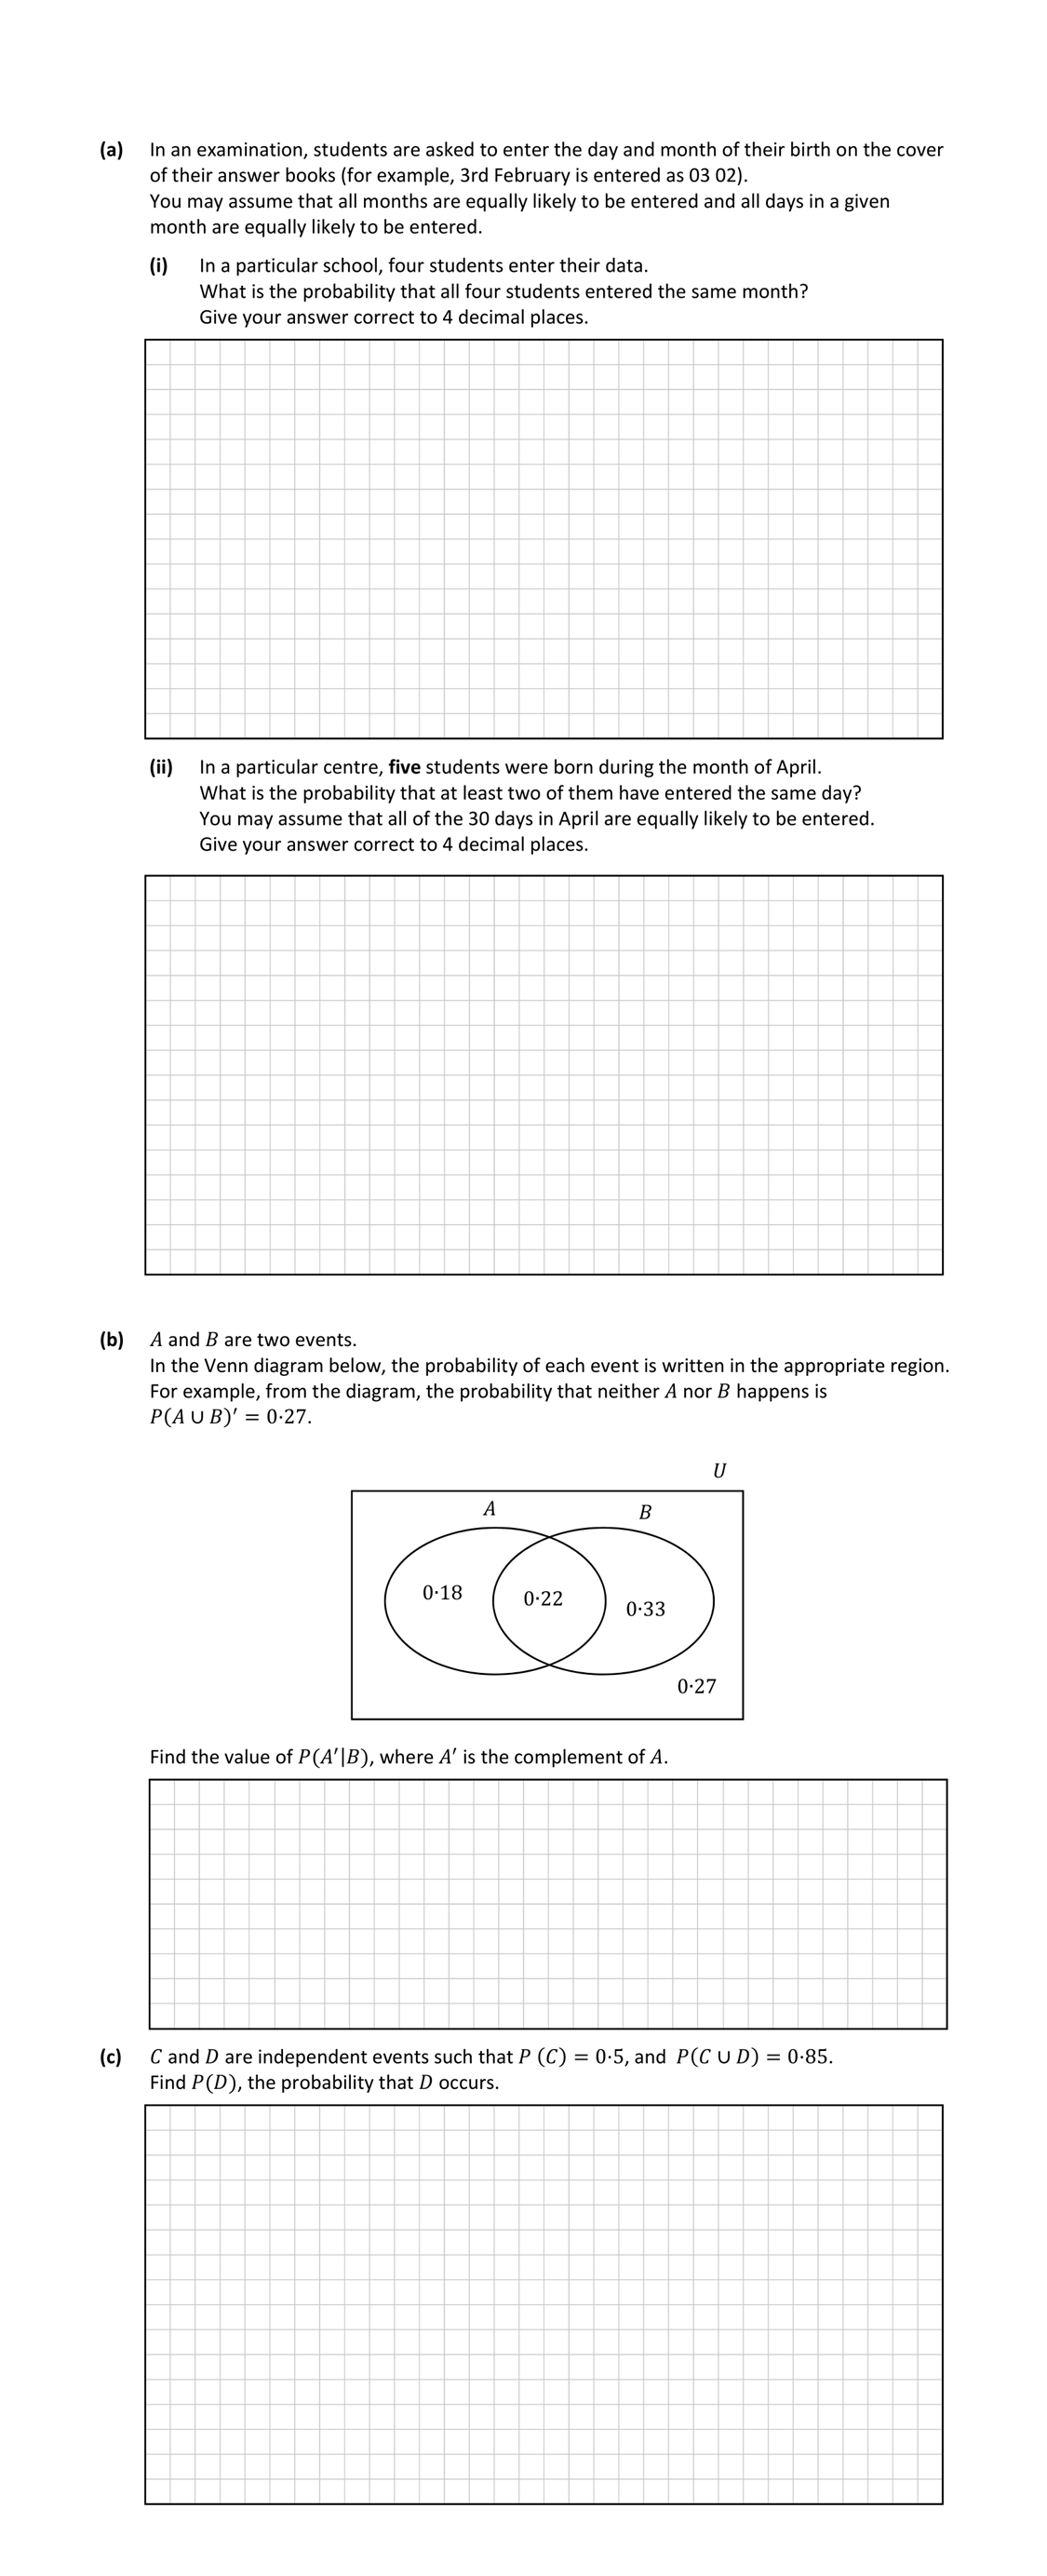 (a) In an examination, students are asked to enter the day and month of their birth on the cover
of their answer books (for example, 3rd February is entered as 03 02).
You may assume that all months are equally likely to be entered and all days in a given
month are equally likely to be entered.
(i) In a particular school, four students enter their data.
What is the probability that all four students entered the same month?
Give your answer correct to 4 decimal places.
(ii) In a particular centre, five students were born during the month of April.
What is the probability that at least two of them have entered the same day?
You may assume that all of the 30 days in April are equally likely to be entered.
Give your answer correct to 4 decimal places.
(b) A and B are two events.
In the Venn diagram below, the probability of each event is written in the appropriate region.
For example, from the diagram, the probability that neither A nor B happens is
P(A ∪ B)′ = 0·27.
U
A B
0·18 0·22 0·33
0·27
Find the value of P(A′|B), where A′ is the complement of A.
(c) C and D are independent events such that P (C) = 0·5, and P(C ∪ D) = 0·85.
Find P(D), the probability that D occurs.